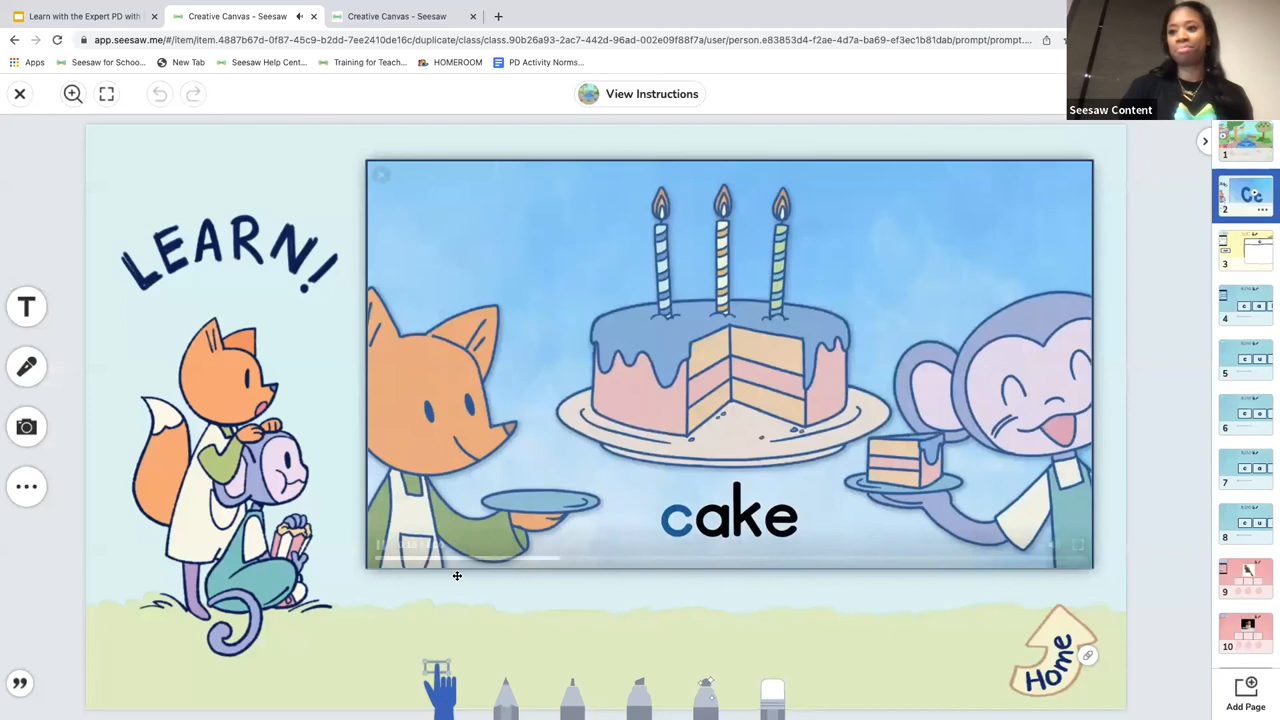 Learn with the Expert PD with
Creative Canvas - Seesaw
Creative Canvas - Seesaw
app.seesaw.me/#/item/item.4887b67d-0f87-45c9-b2dd-7ee2410de16c/duplicate/canvas.90b26a93-2ac7-442d-96ad-002e09f88f7a/user/person.e83853d4-f2ae-4d7a-ba69-ef3ec1b81dab/prompt/prompt....
Apps
Seesaw for Schoo...
New Tab
Seesaw Help Cent...
Training for Teach...
HOMEROOM
PD Activity Norms...
View Instructions
Seesaw Content
LEARN!
cake
T
Home
1
Cc
2
3
4
5
6
7
8
9
10
Add Page